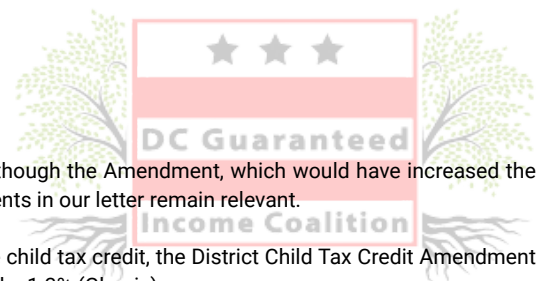 DC Guaranteed
though the Amendment, which would have increased the
ents in our letter remain relevant.
Income Coalition
child tax credit, the District Child Tax Credit Amendment